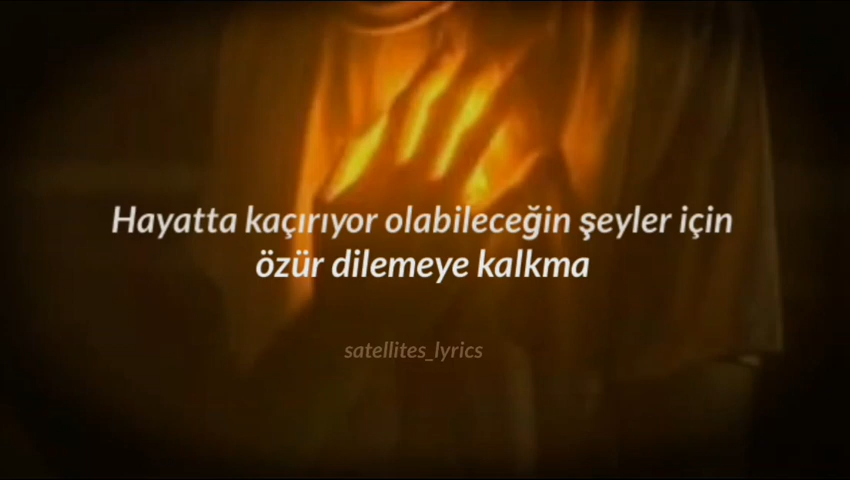 Hayatta kaçırıyor olabileceğin şeyler için
özür dilemeye kalkma
satellites_lyrics